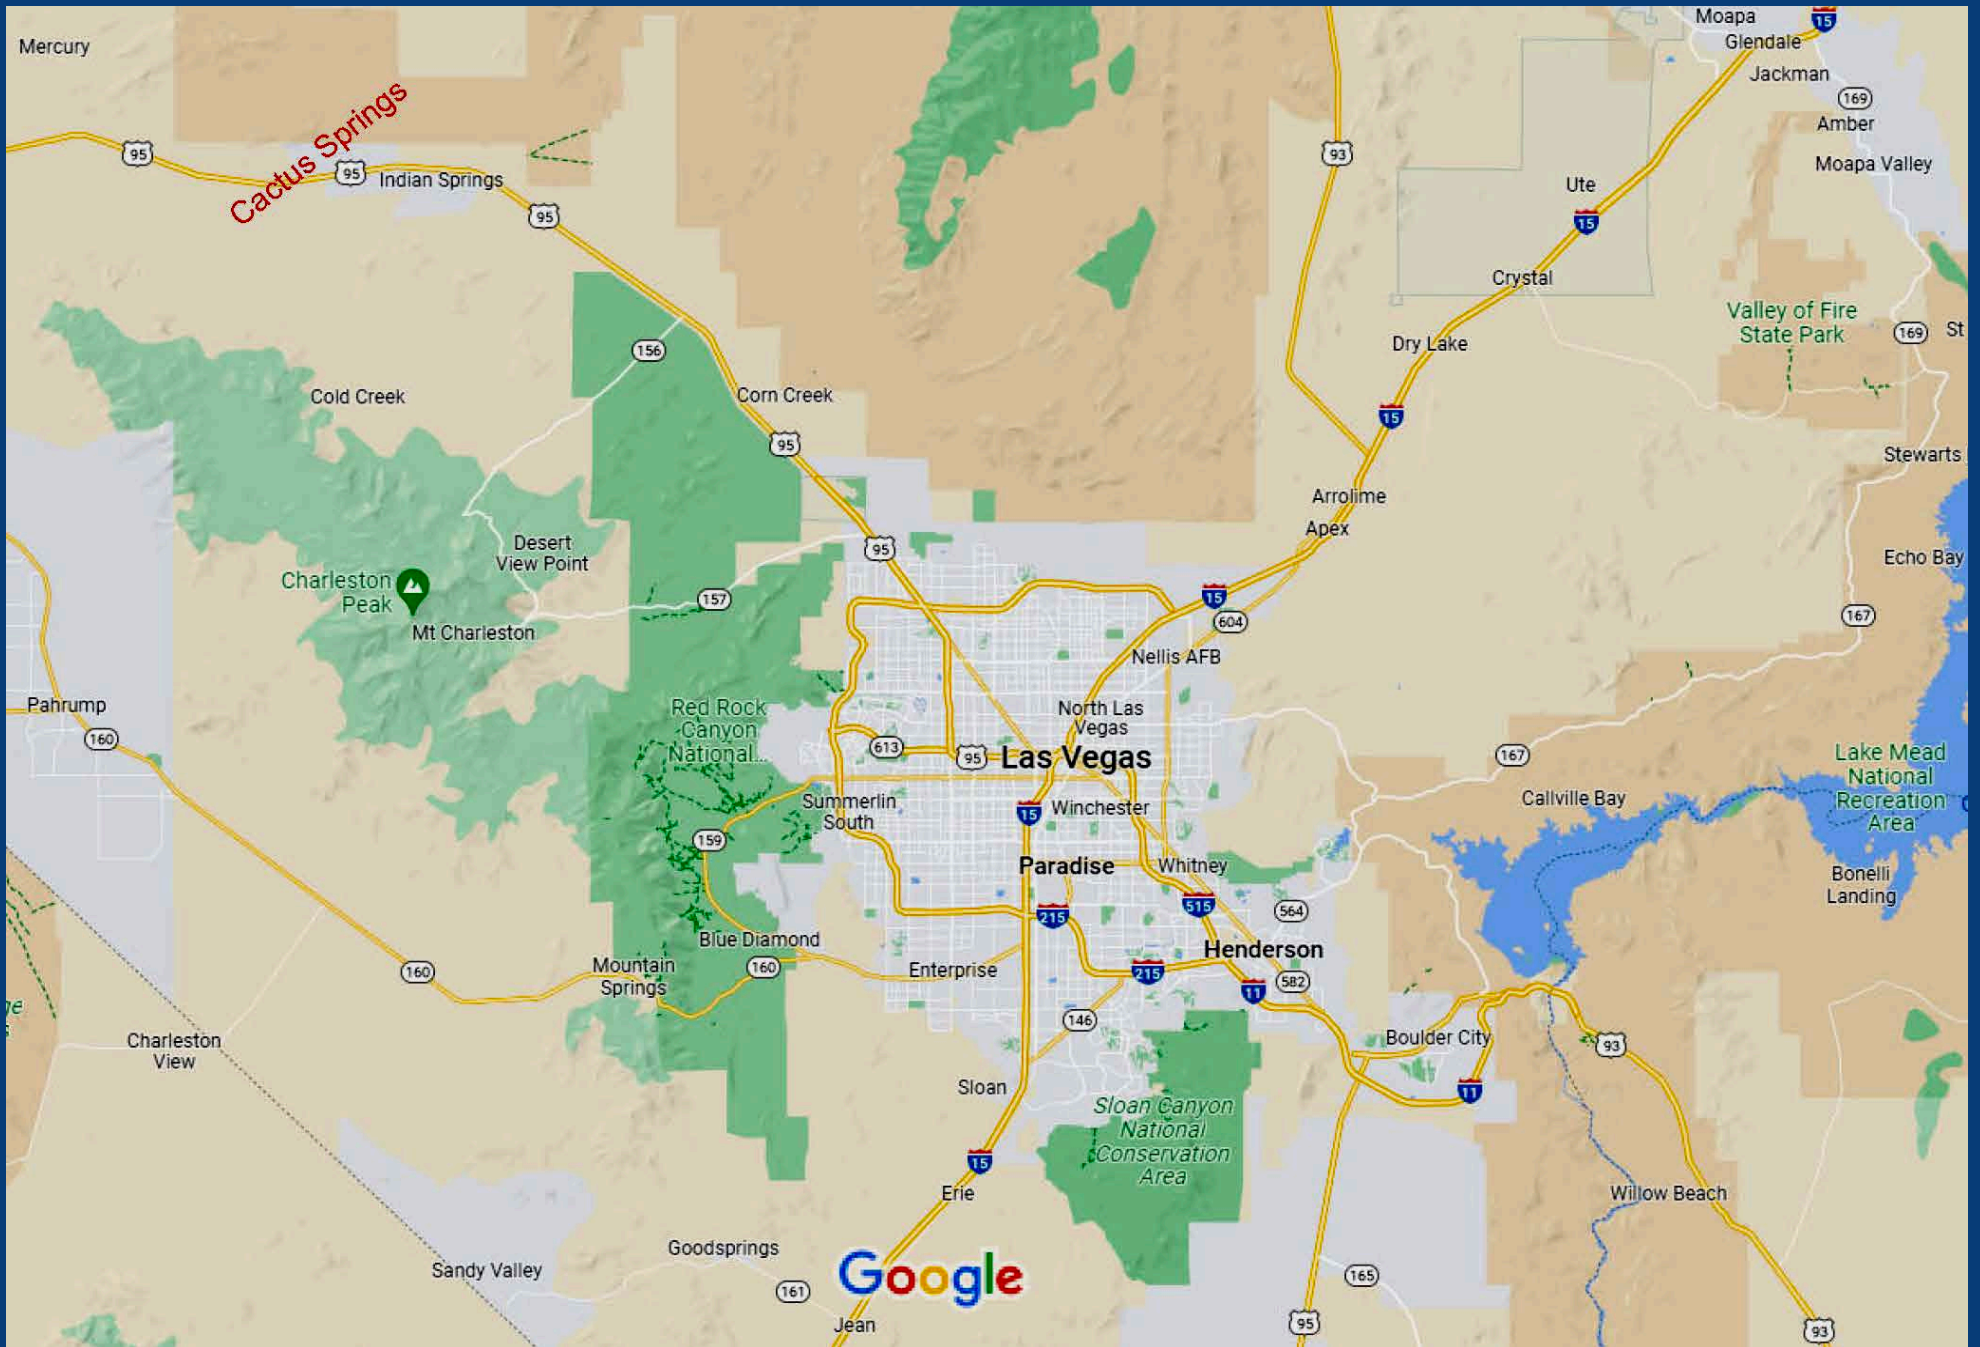 Mercury
Moapa
15
Glendale
Jackman
169
Amber
Moapa Valley
Cactus Springs
95
95
Indian Springs
95
93
Ute
15
Crystal
Valley of Fire
State Park
169
St
Dry Lake
156
Cold Creek
Corn Creek
15
95
Stewarts
Arrolime
Apex
Desert
View Point
95
Echo Bay
Charleston
Peak
157
15
604
167
Mt Charleston
Nellis AFB
Pahrump
160
Red Rock
Canyon
National...
North Las
Vegas
613
95
Las Vegas
167
Lake Mead
National
Recreation
Area
Callville Bay
Summerlin
South
15
Winchester
159
Paradise
Whitney
Bonelli
Landing
215
515
564
Blue Diamond
Henderson
160
Mountain
Springs
160
Enterprise
215
582
11
ge
146
Charleston
View
Boulder City
93
Sloan
11
Sloan Canyon
National
Conservation
Area
15
Erie
Willow Beach
Goodsprings
Sandy Valley
Google
161
165
Jean
95
93